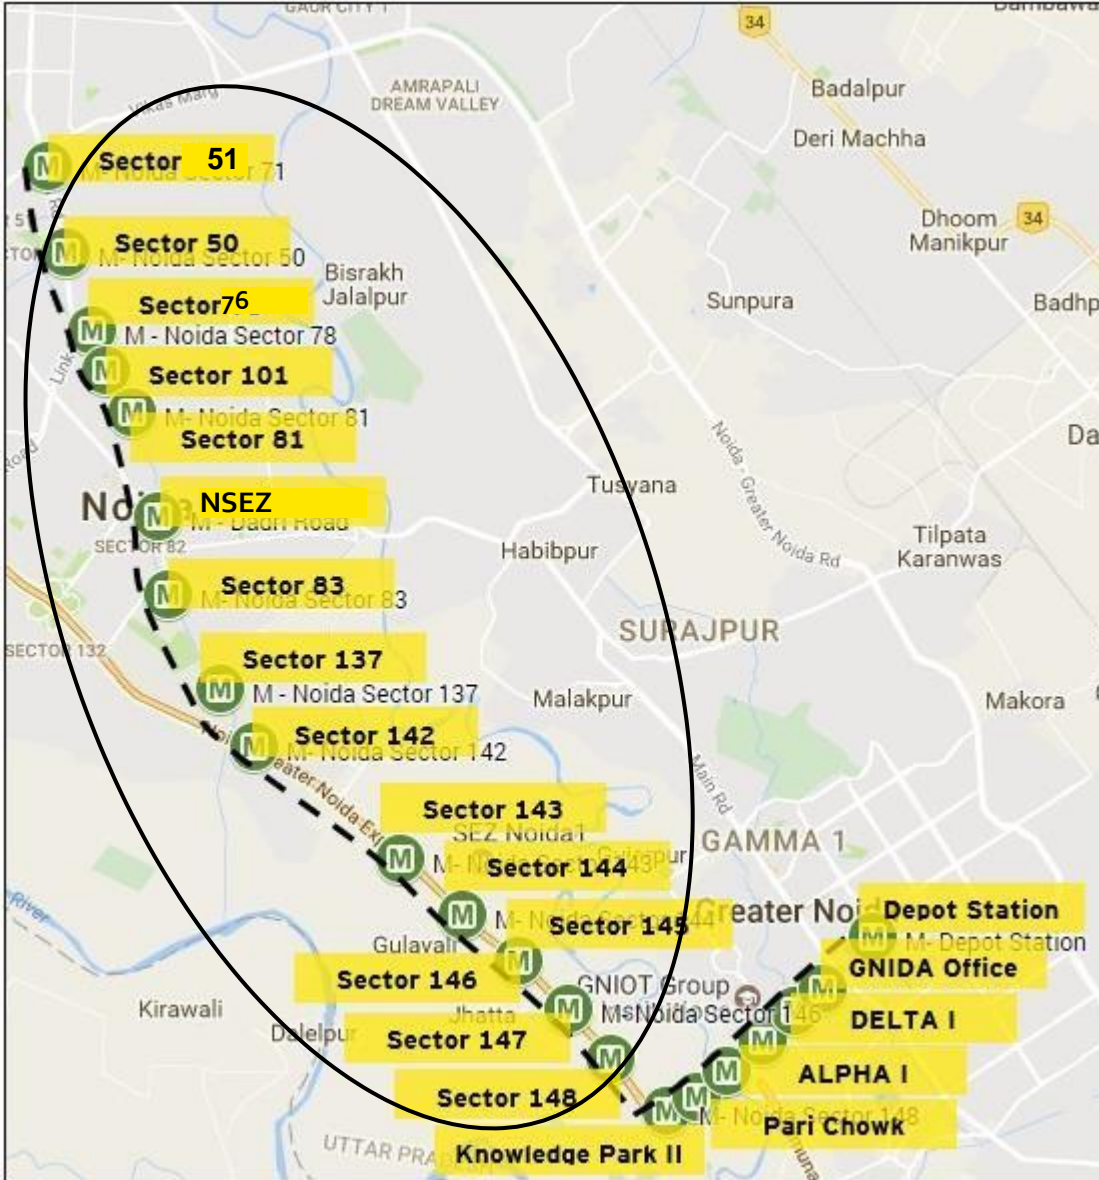 GAUR CITY 1
34
Vikas Marg
AMRAPALI
DREAM VALLEY
Badalpur
Deri Machha
M Sector 51
Dhoom
Manikpur
34
M Sector 50
M- Noida Sector 50
Bisrakh
Jalalpur
Sunpura
Badhp
Sector76
M M - Noida Sector 78
Link
M Sector 101
M M- Noida Sector 81
Sector 81
Da
Road
Noida - Greater Noida Rd
Tusyana
NSEZ
M M - Dadri Road
SECTOR 82
Habibpur
Tilpata
Karanwas
Sector 83
M M- Noida Sector 83
SURAJPUR
SECTOR 132
Sector 137
M M - Noida Sector 137
Malakpur
Makora
Sector 142
M M- Noida Sector 142
Main Rd
Sector 143
SEZ Noida1
GAMMA 1
M
Sector 144
M
Greater Noid
Depot Station
M M- Depot Station
Sector 145
River
Gulavali
M
GNIDA Office
M
Sector 146
GNIOT Group
Kirawali
M Noida Sector 146
Jhatta
DELTA I
Dalelpur
Sector 147
M
M
ALPHA I
M
Sector 148
M M
M- Noida Sector 148
Pari Chowk
UTTAR PRA
Knowledge Park II